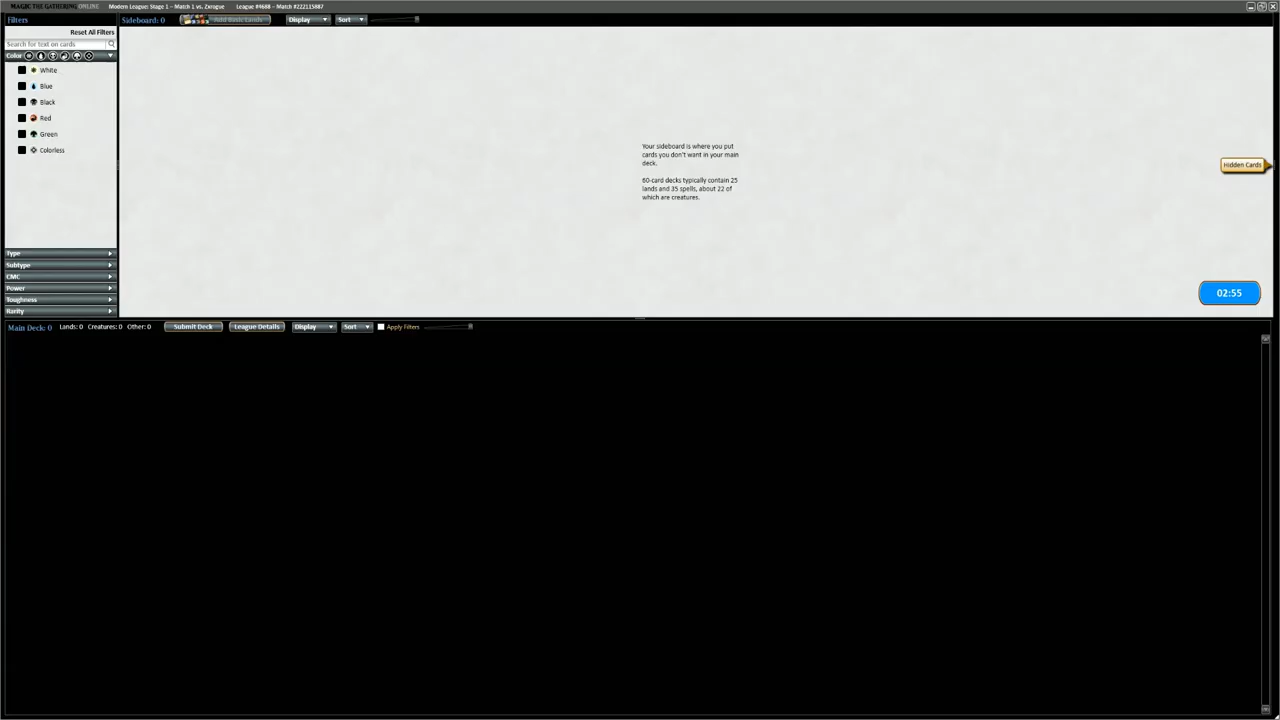 MAGIC THE GATHERING ONLINE Modern League: Stage 1 – Match 1 vs. Zxrogue League #4688 – Match #222115887
Filters
Sideboard: 0 Add Basic Cards Display Sort
Reset All Filters
Search for text on cards
Color
White
Blue
Black
Red
Green
Colorless
Your sideboard is where you put
cards you don't want in your main
deck.
60-card decks typically contain 25
lands and 35 spells, about 22 of
which are creatures.
Hidden Cards
Type
Subtype
CMC
Power
Toughness
Rarity
02:55
Main Deck: 0 Lands: 0 Creatures: 0 Other: 0 Submit Deck League Details Display Sort Apply Filters